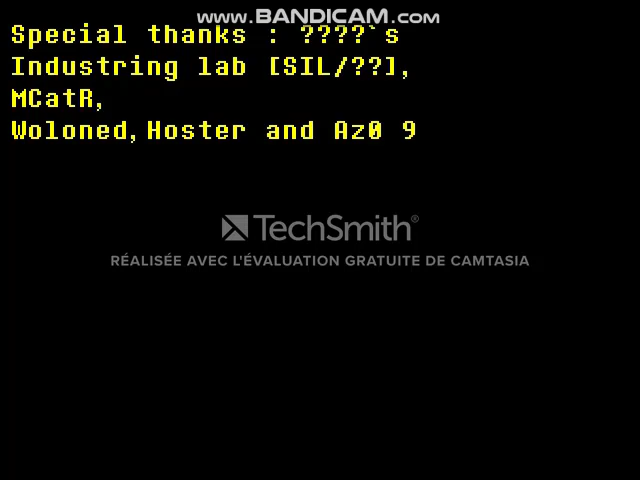 www.BANDICAM.com
Special thanks : ????`s
Industring lab [SIL/??],
MCatR,
Woloned,Hoster and Az0 9
TechSmith®
RÉALISÉE AVEC L'ÉVALUATION GRATUITE DE CAMTASIA